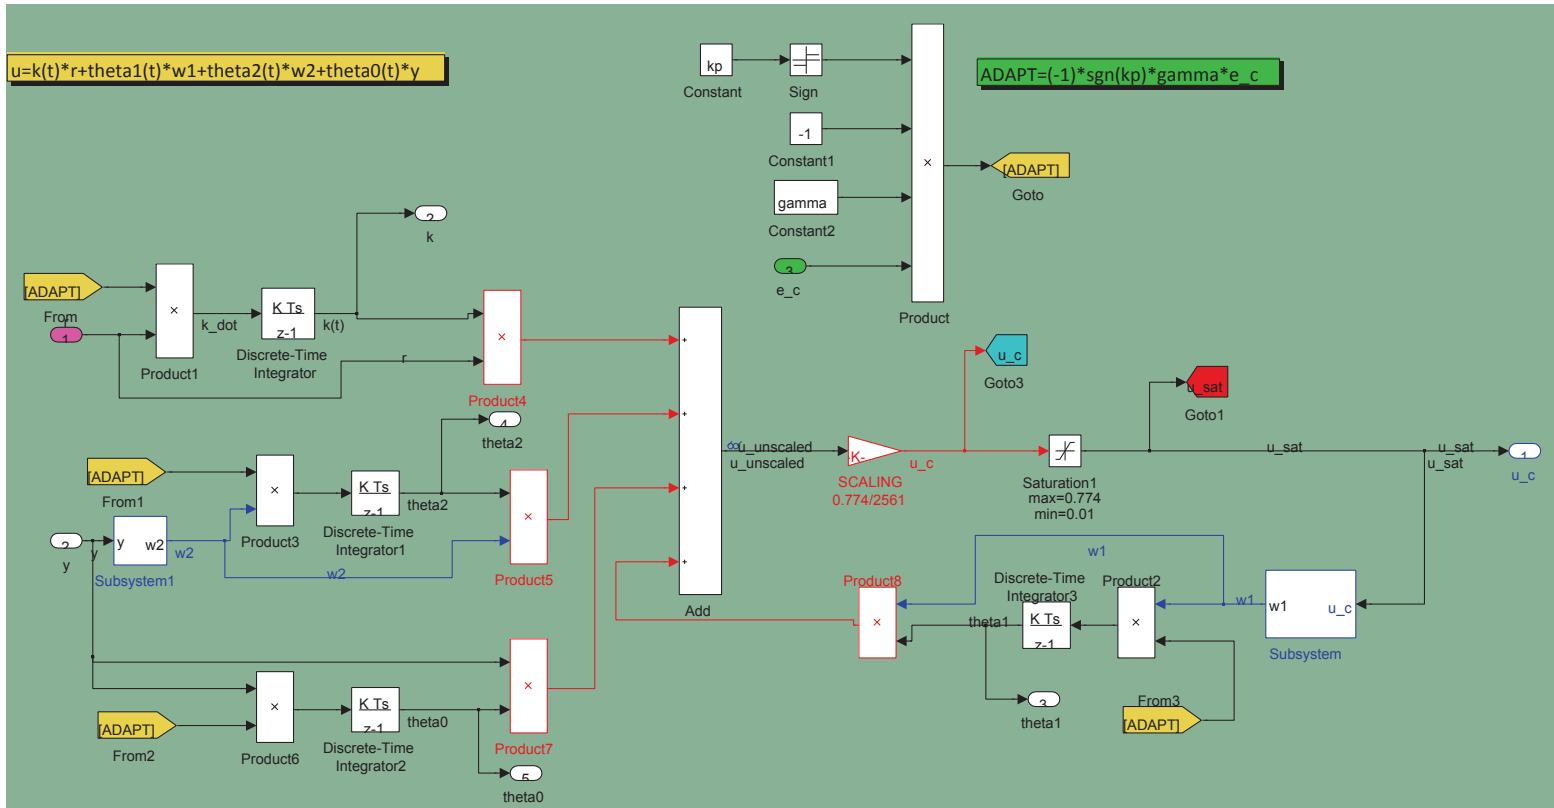 u=k(t)*r+theta1(t)*w1+theta2(t)*w2+theta0(t)*y
kp
Constant
Sign
ADAPT=(-1)*sgn(kp)*gamma*e_c
-1
Constant1
×
[ADAPT]
Goto
gamma
Constant2
3
e_c
Product
2
k
[ADAPT]
From
1
×
Product1
k_dot
K Ts
z-1
Discrete-Time
Integrator
k(t)
r
×
Product4
4
theta2
+
+
+
+
Add
u_c
Goto3
u_sat
Goto1
u_unscaled
u_unscaled
-K-
SCALING
0.774/2561
u_c
Saturation1
max=0.774
min=0.01
u_sat
u_sat
u_sat
1
u_c
[ADAPT]
From1
×
Product3
K Ts
z-1
Discrete-Time
Integrator1
theta2
×
Product5
2
y
y
y
w2
Subsystem1
w2
w2
w1
Product8
×
theta1
Discrete-Time
Integrator3
K Ts
z-1
Product2
×
w1
w1
u_c
Subsystem
3
theta1
From3
[ADAPT]
[ADAPT]
From2
×
Product6
K Ts
z-1
Discrete-Time
Integrator2
theta0
×
Product7
5
theta0